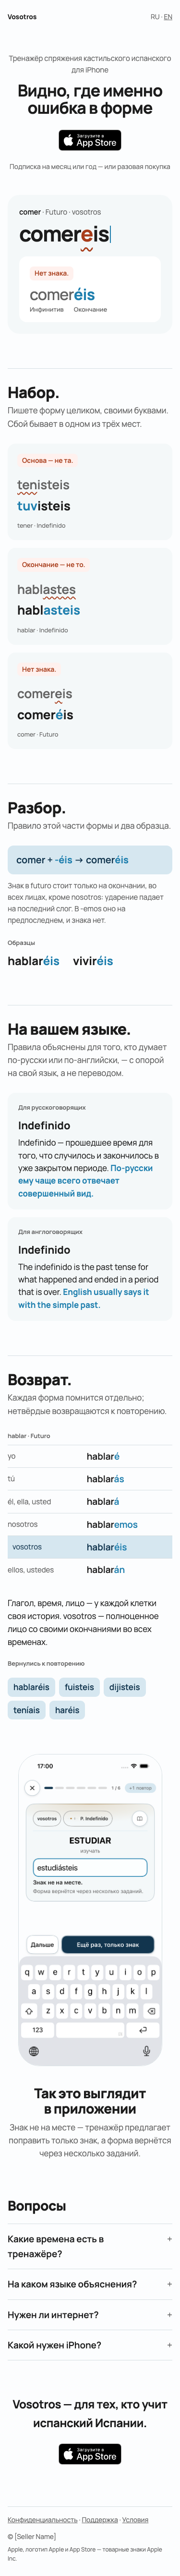 Vosotros
RU · EN
Тренажёр спряжения кастильского испанского
для iPhone
Видно, где именно
ошибка в форме
Загрузите в
App Store
Подписка на месяц или год — или разовая покупка
comer · Futuro · vosotros
comereis
Нет знака.
comeréis
Инфинитив Окончание
Набор.
Пишете форму целиком, своими буквами.
Сбой бывает в одном из трёх мест.
Основа — не та.
tenisteis
tuvisteis
tener · Indefinido
Окончание — не то.
hablastes
hablasteis
hablar · Indefinido
Нет знака.
comereis
comeréis
comer · Futuro
Разбор.
Правило этой части формы и два образца.
comer + -éis → comeréis
Знак в futuro стоит только на окончании, во
всех лицах, кроме nosotros: ударение падает
на последний слог. В -emos оно на
предпоследнем, и знака нет.
Образцы
hablaréis viviréis
На вашем языке.
Правила объяснены для того, кто думает
по-русски или по-английски, — с опорой
на свой язык, а не переводом.
Для русскоговорящих
Indefinido
Indefinido — прошедшее время для
того, что случилось и закончилось в
уже закрытом периоде. По-русски
ему чаще всего отвечает
совершенный вид.
Для англоговорящих
Indefinido
The indefinido is the past tense for
what happened and ended in a period
that is over. English usually says it
with the simple past.
Возврат.
Каждая форма помнится отдельно;
нетвёрдые возвращаются к повторению.
hablar · Futuro
yo hablaré
tú hablarás
él, ella, usted hablará
nosotros hablaremos
vosotros hablaréis
ellos, ustedes hablarán
Глагол, время, лицо — у каждой клетки
своя история. vosotros — полноценное
лицо со своими окончаниями во всех
временах.
Вернулись к повторению
hablaréis fuisteis dijisteis
teníais haréis
17:00
1 / 6 +1 повтор
vosotros P. Indefinido
ESTUDIAR
изучать
estudiásteis
Знак не на месте.
Форма вернётся через несколько заданий.
Дальше Ещё раз, только знак
q w e r t y u i o p
a s d f g h j k l
z x c v b n m
123
Так это выглядит
в приложении
Знак не на месте — тренажёр предлагает
поправить только знак, а форма вернётся
через несколько заданий.
Вопросы
Какие времена есть в +
тренажёре?
На каком языке объяснения? +
Нужен ли интернет? +
Какой нужен iPhone? +
Vosotros — для тех, кто учит
испанский Испании.
Загрузите в
App Store
Конфиденциальность · Поддержка · Условия
© [Seller Name]
Apple, логотип Apple и App Store — товарные знаки Apple
Inc.